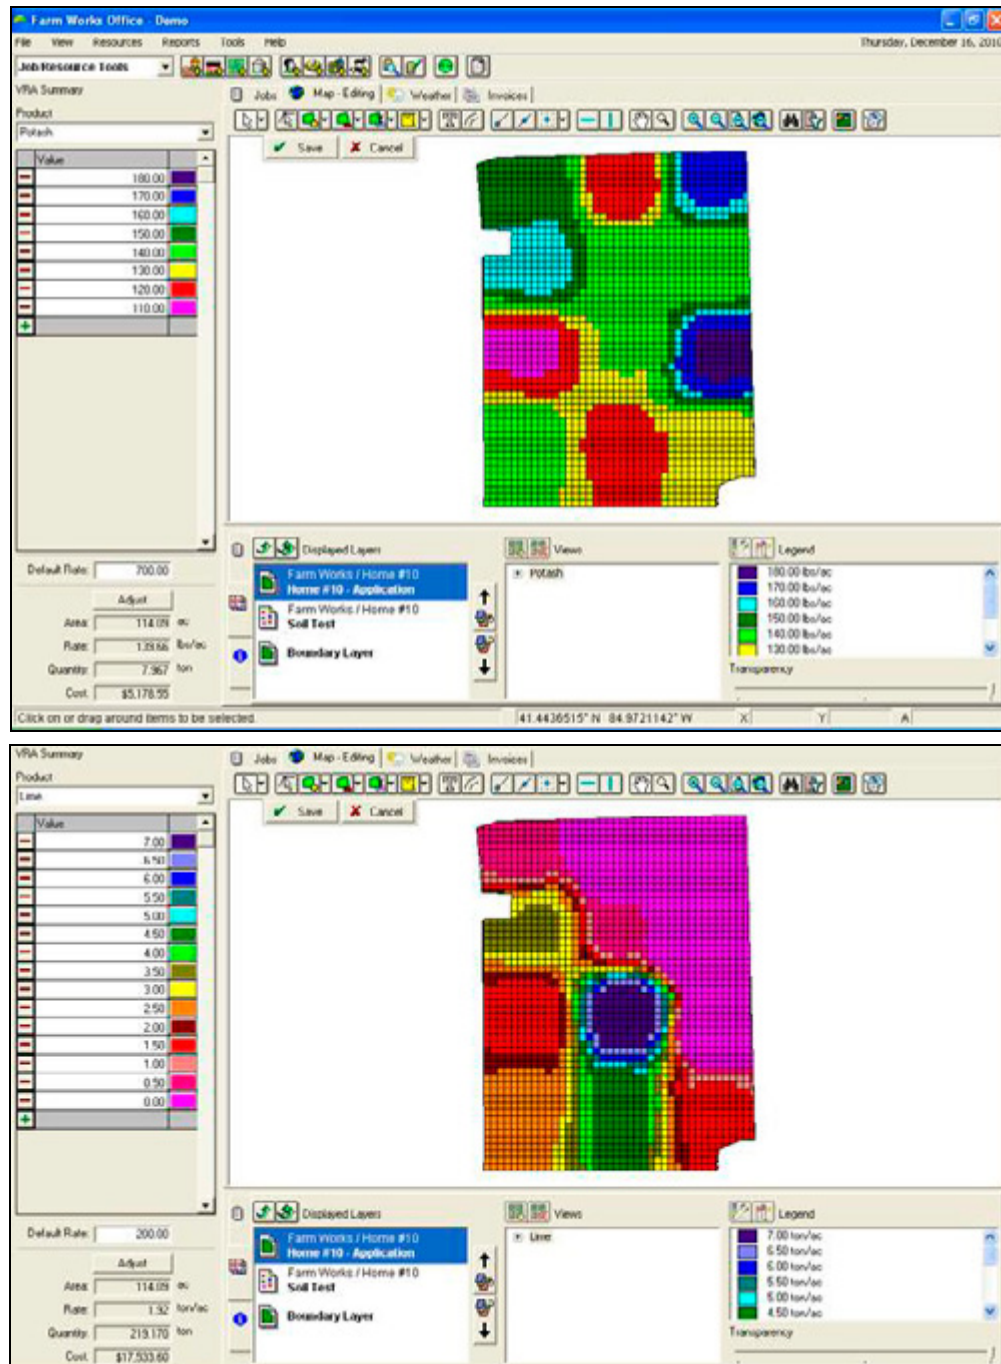 Farm Works Office - Demo
File View Resources Reports Tools Help
Thursday, December 16, 2010
Job/Resource Tools
VRA Summary
Jobs Map - Editing Weather Invoices
Product
Potash
Save Cancel
Value
180.00
170.00
160.00
150.00
140.00
130.00
120.00
110.00
Default Rate: 700.00
Adjust
Area: 114.09 ac
Rate: 139.66 lbs/ac
Quantity: 7.967 ton
Cost: $5,178.55
Displayed Layers
Farm Works / Home #10
Home #10 - Application
Farm Works / Home #10
Soil Test
Boundary Layer
Views
Potash
Legend
180.00 lbs/ac
170.00 lbs/ac
160.00 lbs/ac
150.00 lbs/ac
140.00 lbs/ac
130.00 lbs/ac
Transparency
Click on or drag around items to be selected.
41.4436515° N 84.9721142° W X Y A
VRA Summary
Jobs Map - Editing Weather Invoices
Product
Lime
Save Cancel
Value
7.00
6.50
6.00
5.50
5.00
4.50
4.00
3.50
3.00
2.50
2.00
1.50
1.00
0.50
0.00
Default Rate: 200.00
Adjust
Area: 114.09 ac
Rate: 1.92 ton/ac
Quantity: 219.170 ton
Cost: $17,533.60
Displayed Layers
Farm Works / Home #10
Home #10 - Application
Farm Works / Home #10
Soil Test
Boundary Layer
Views
Lime
Legend
7.00 ton/ac
6.50 ton/ac
6.00 ton/ac
5.50 ton/ac
5.00 ton/ac
4.50 ton/ac
Transparency